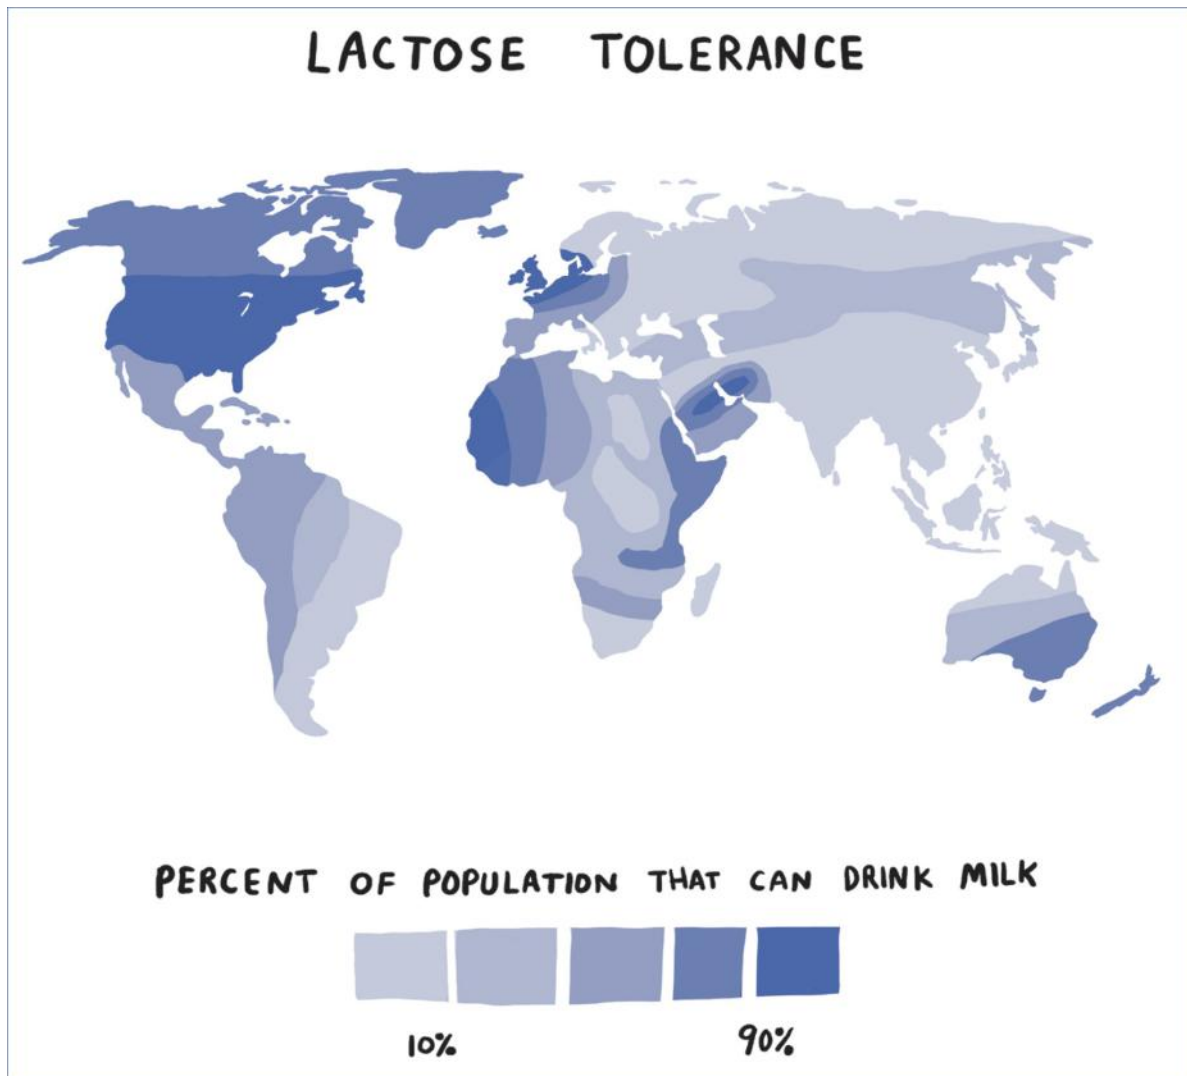 LACTOSE TOLERANCE
PERCENT OF POPULATION THAT CAN DRINK MILK
10% 90%